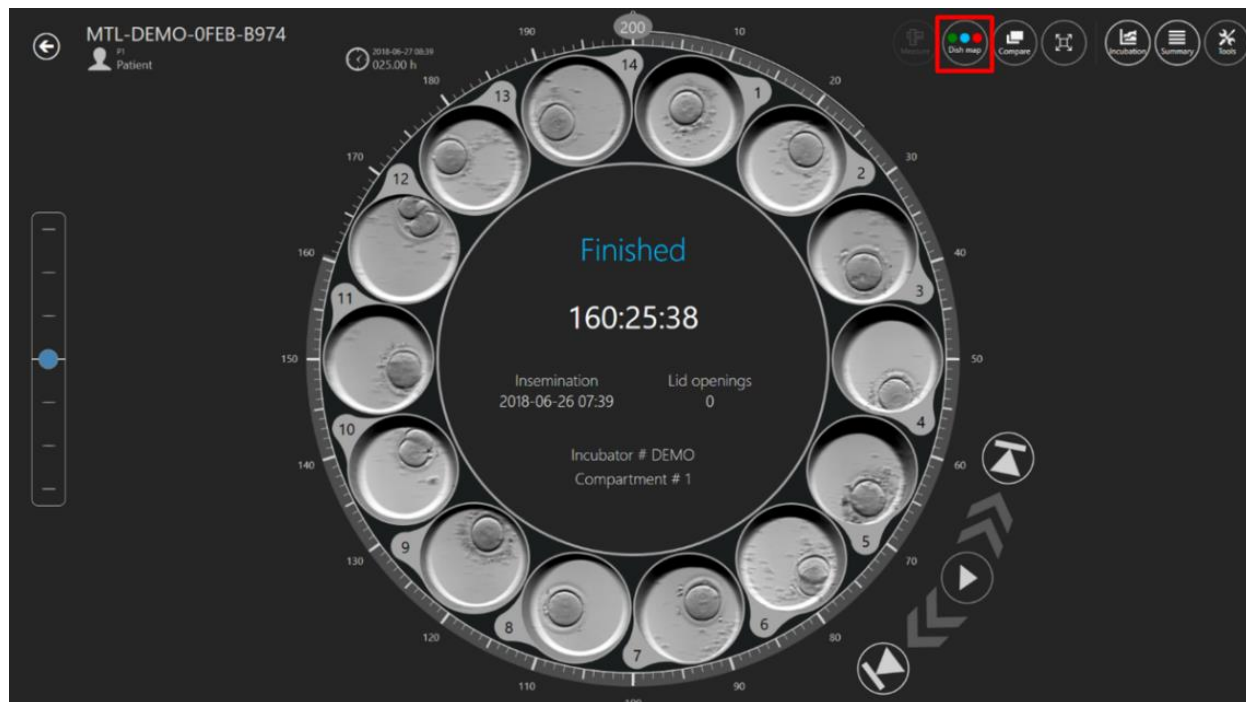 MTL-DEMO-0FEB-B974
P1
Patient
2018-06-27 08:39
025.00 h
Measure
Dish map
Compare
Incubation
Summary
Tools
200
10
20
30
40
50
60
70
80
90
100
110
120
130
140
150
160
170
180
190
1
2
3
4
5
6
7
8
9
10
11
12
13
14
Finished
160:25:38
Insemination
2018-06-26 07:39
Lid openings
0
Incubator # DEMO
Compartment # 1